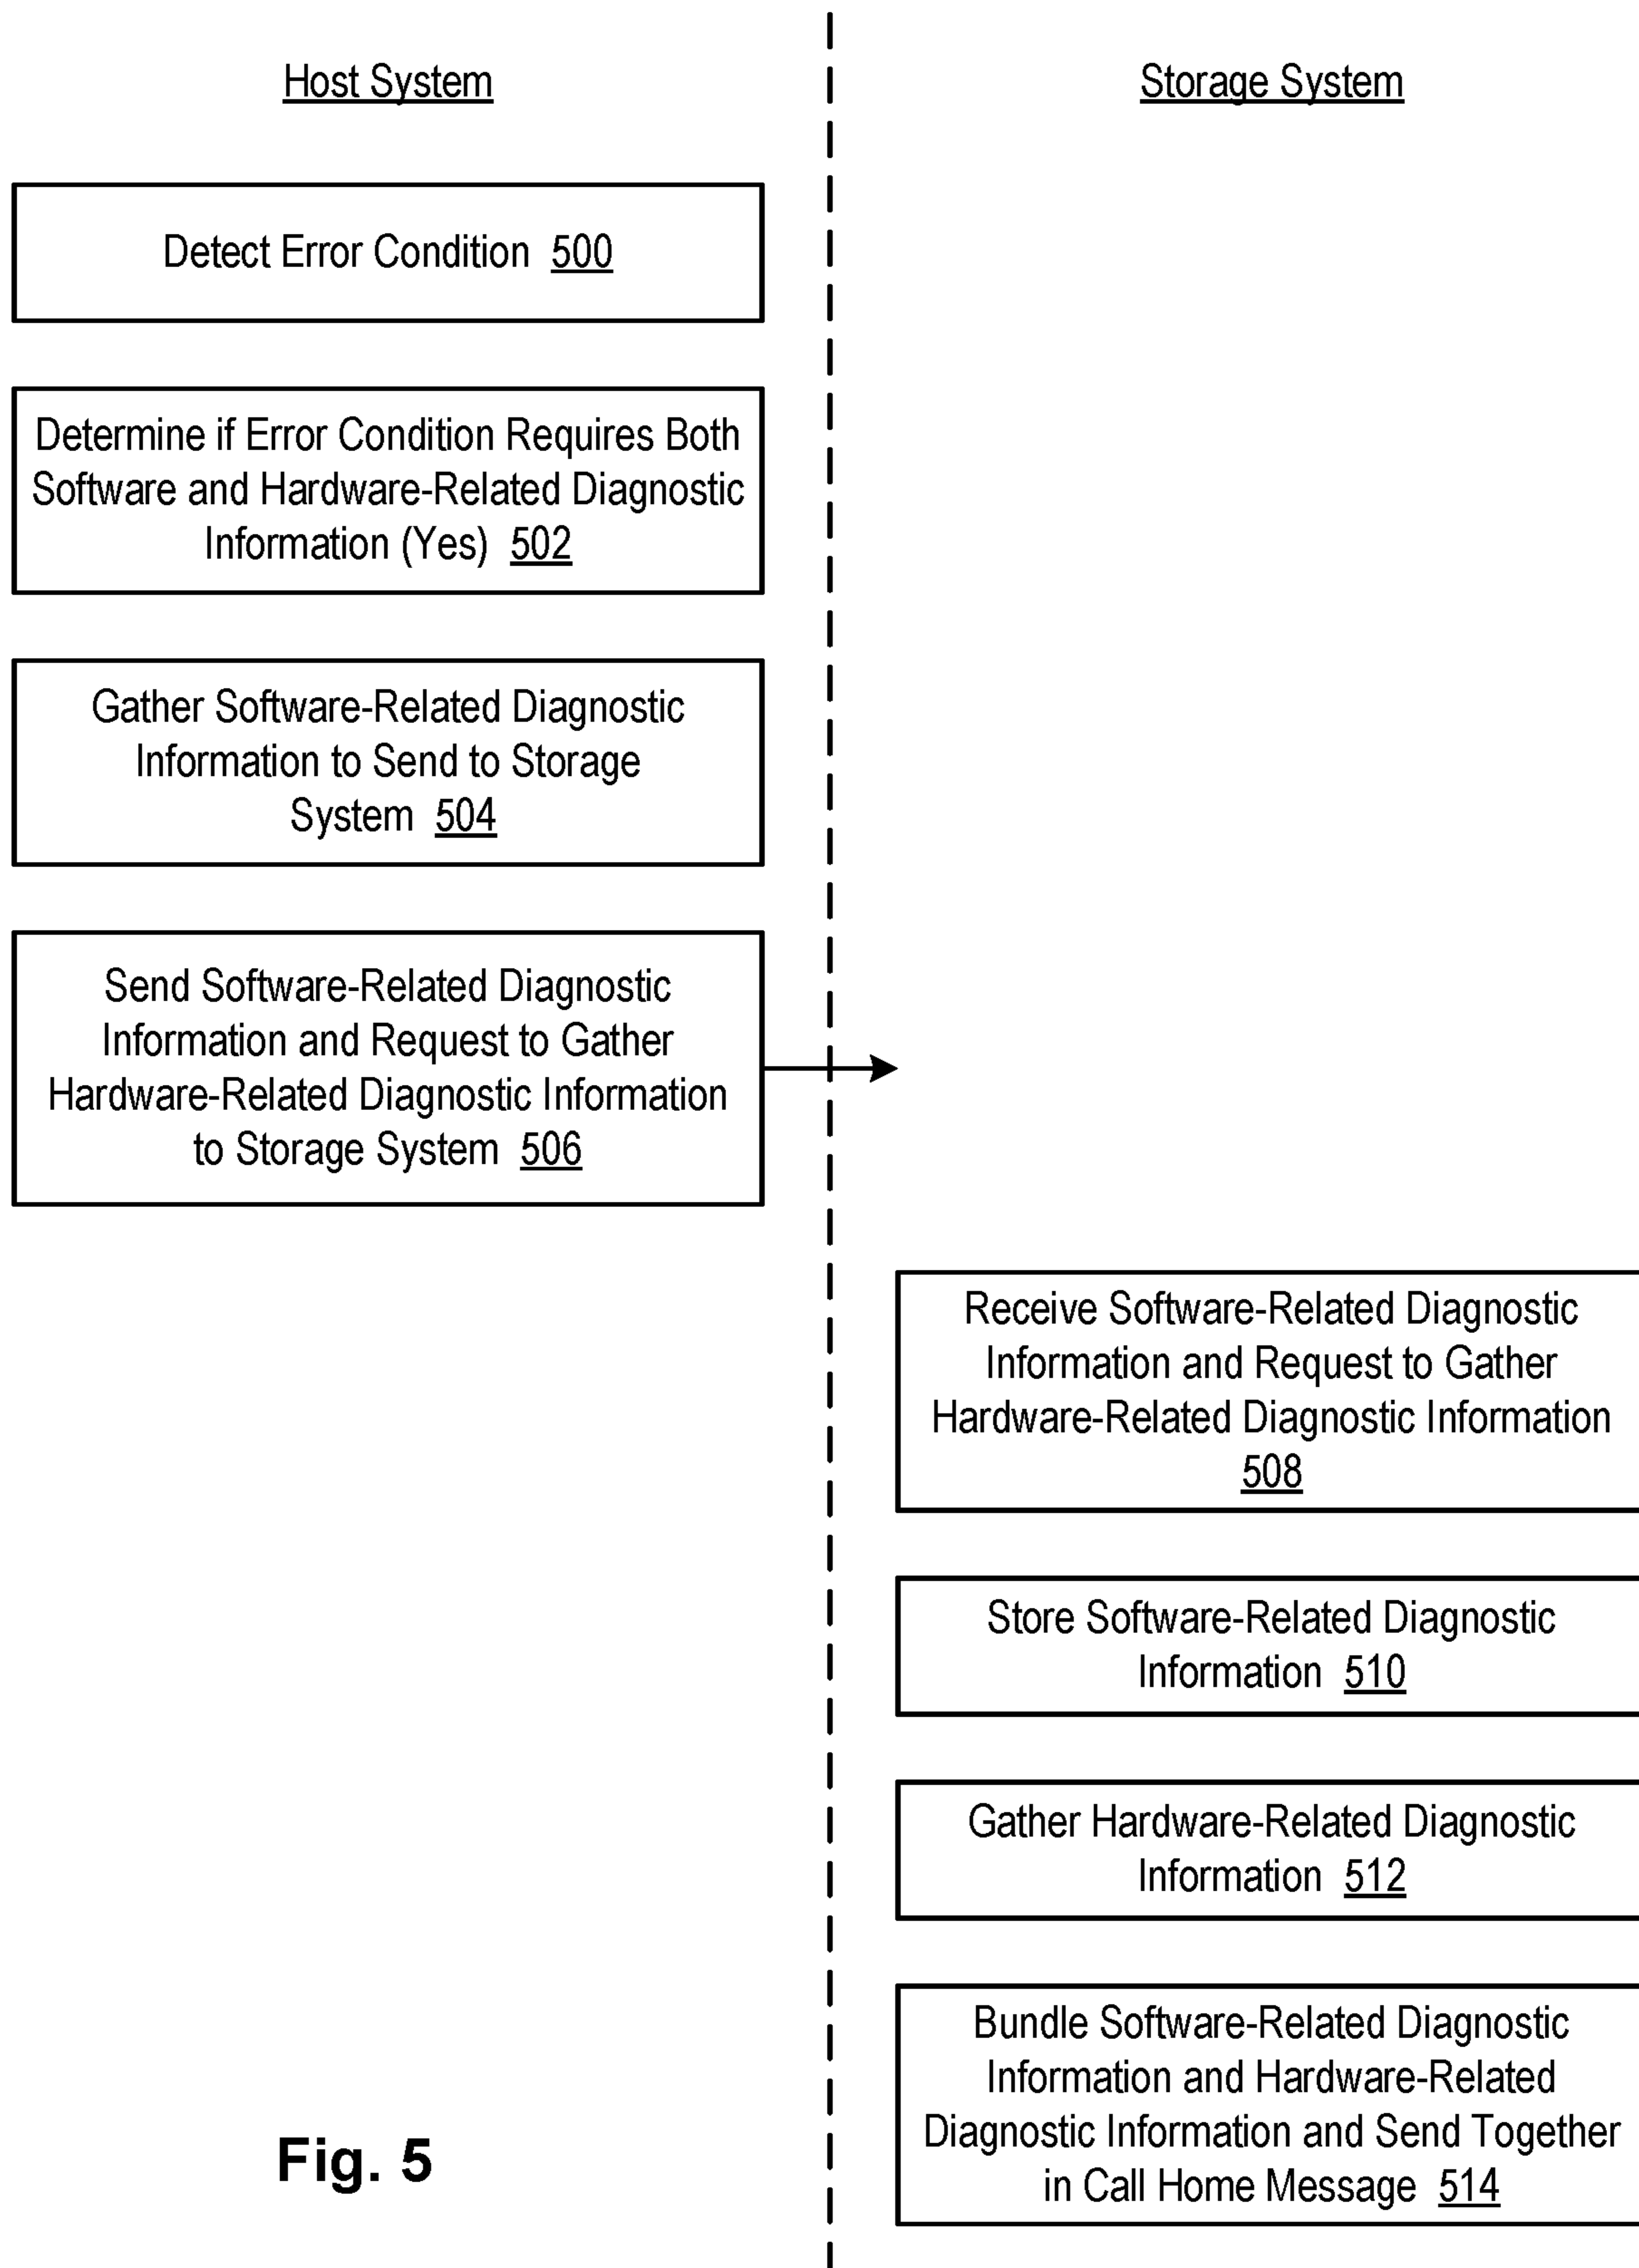 Host System
Storage System
Detect Error Condition 500
Determine if Error Condition Requires Both
Software and Hardware-Related Diagnostic
Information (Yes) 502
Gather Software-Related Diagnostic
Information to Send to Storage
System 504
Send Software-Related Diagnostic
Information and Request to Gather
Hardware-Related Diagnostic Information
to Storage System 506
Receive Software-Related Diagnostic
Information and Request to Gather
Hardware-Related Diagnostic Information
508
Store Software-Related Diagnostic
Information 510
Gather Hardware-Related Diagnostic
Information 512
Bundle Software-Related Diagnostic
Information and Hardware-Related
Diagnostic Information and Send Together
in Call Home Message 514
Fig. 5